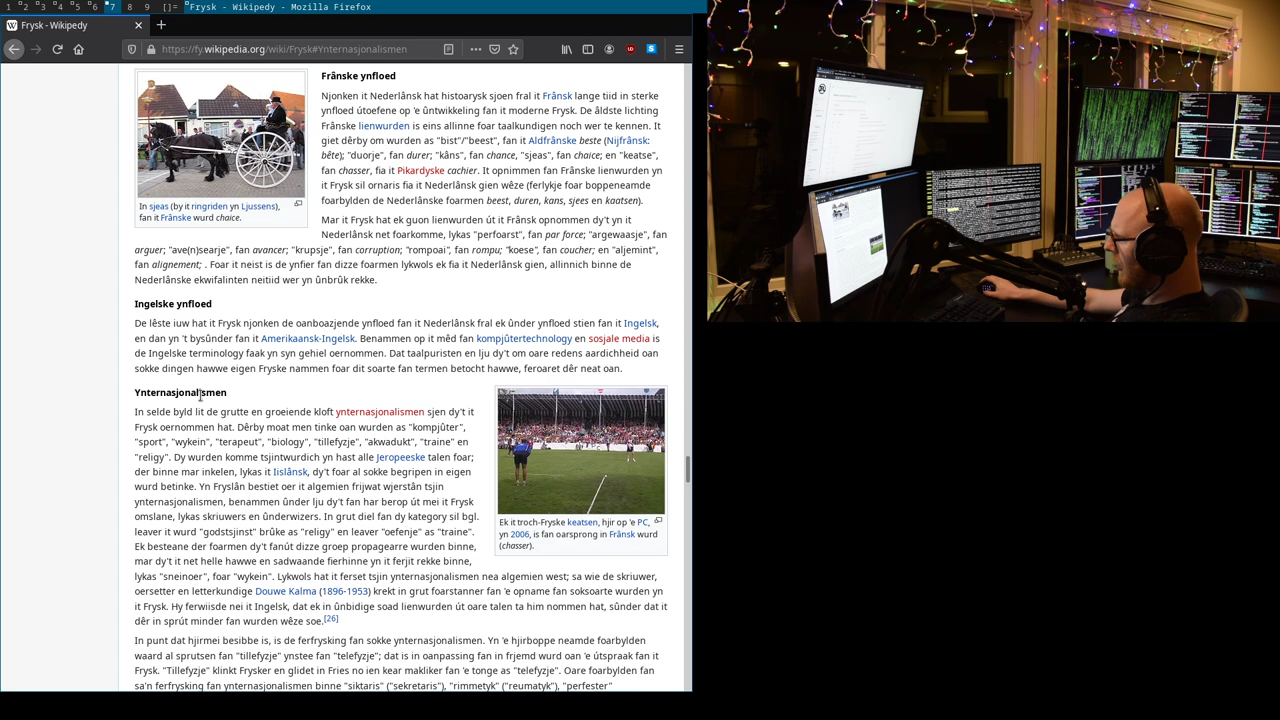 1 2 3 4 5 6 7 8 9 []= Frysk - Wikipedy - Mozilla Firefox
Frysk - Wikipedy
https://fy.wikipedia.org/wiki/Frysk#Ynternasjonalismen
In sjeas (by it ringriden yn Ljussens),
fan it Frânske wurd chaice.
Frânske ynfloed
Njonken it Nederlânsk hat histoarysk sjoen fral it Frânsk lange tiid in sterke
ynfloed útoefene op 'e ûntwikkeling fan it moderne Frysk. De âldste lichting
Frânske lienwurden is eins allinne foar taalkundigen noch wer te kennen. It
giet dêrby om wurden as "bist"/"beest", fan it Aldfrânske beste (Nijfrânsk:
bête); "duorje", fan durer; "kâns", fan chance, "sjeas", fan chaice; en "keatse",
fan chasser, fia it Pikardyske cachier. It opnimmen fan Frânske lienwurden yn
it Frysk sil ornaris fia it Nederlânsk gien wêze (ferlykje foar boppeneamde
foarbylden de Nederlânske foarmen beest, duren, kans, sjees en kaatsen).
Mar it Frysk hat ek guon lienwurden út it Frânsk opnommen dy't yn it
Nederlânsk net foarkomme, lykas "perfoarst", fan par force; "argewaasje", fan
arguer; "ave(n)searje", fan avancer; "krupsje", fan corruption; "rompoai", fan rompu; "koese", fan coucher; en "aljemint",
fan alignement; . Foar it neist is de ynfier fan dizze foarmen lykwols ek fia it Nederlânsk gien, allinnich binne de
Nederlânske ekwifalinten neitiid wer yn ûnbrûk rekke.
Ingelske ynfloed
De lêste iuw hat it Frysk njonken de oanboazjende ynfloed fan it Nederlânsk fral ek ûnder ynfloed stien fan it Ingelsk,
en dan yn 't bysûnder fan it Amerikaansk-Ingelsk. Benammen op it mêd fan kompjûtertechnology en sosjale media is
de Ingelske terminology faak yn syn gehiel oernommen. Dat taalpuristen en lju dy't om oare redens aardichheid oan
sokke dingen hawwe eigen Fryske nammen foar dit soarte fan termen betocht hawwe, feroaret dêr neat oan.
Ynternasjonalismen
In selde byld lit de grutte en groeiende kloft ynternasjonalismen sjen dy't it
Frysk oernommen hat. Dêrby moat men tinke oan wurden as "kompjûter",
"sport", "wykein", "terapeut", "biology", "tillefyzje", "akwadukt", "traine" en
"religy". Dy wurden komme tsjintwurdich yn hast alle Jeropeeske talen foar;
der binne mar inkelen, lykas it Iislânsk, dy't foar al sokke begripen in eigen
wurd betinke. Yn Fryslân bestiet oer it algemien frijwat wjerstân tsjin
ynternasjonalismen, benammen ûnder lju dy't fan har berop út mei it Frysk
omslane, lykas skriuwers en ûnderwizers. In grut diel fan dy kategory sil bgl.
leaver it wurd "godstsjinst" brûke as "religy" en leaver "oefenje" as "traine".
Ek besteane der foarmen dy't fanút dizze groep propagearre wurden binne,
mar dy't it net helle hawwe en sadwaande fierhinne yn it ferjit rekke binne,
lykas "sneinoer", foar "wykein". Lykwols hat it ferset tsjin ynternasjonalismen nea algemien west; sa wie de skriuwer,
oersetter en letterkundige Douwe Kalma (1896-1953) krekt in grut foarstanner fan 'e opname fan soksoarte wurden yn
it Frysk. Hy ferwiisde nei it Ingelsk, dat ek in ûnbidige soad lienwurden út oare talen ta him nommen hat, sûnder dat it
dêr in sprút minder fan wurden wêze soe.[26]
Ek it troch-Fryske keatsen, hjir op 'e PC,
yn 2006, is fan oarsprong in Frânsk wurd
(chasser).
In punt dat hjirmei besibbe is, is de ferfrysking fan sokke ynternasjonalismen. Yn 'e hjirboppe neamde foarbylden
waard al sprutsen fan "tillefyzje" ynstee fan "telefyzje"; dat is in oanpassing fan in frjemd wurd oan 'e útspraak fan it
Frysk. "Tillefyzje" klinkt Frysker en glidet in Fries no ien kear makliker fan 'e tonge as "telefyzje". Oare foarbylden fan
sa'n ferfrysking fan ynternasjonalismen binne "siktaris" ("sekretaris"), "rimmetyk" ("reumatyk"), "perfester"